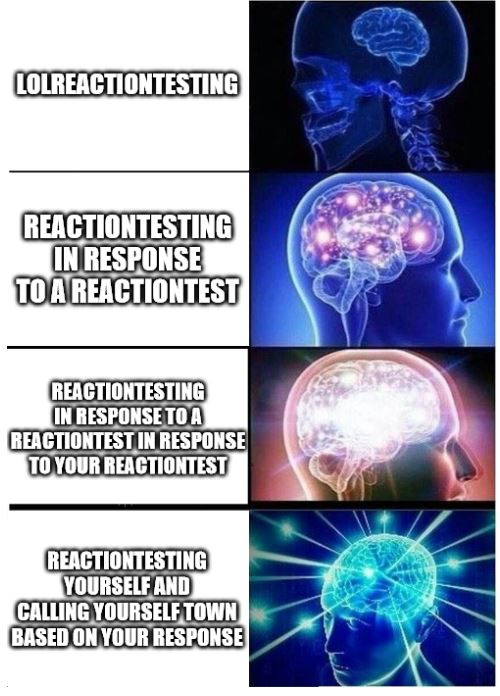 LOLREACTIONTESTING
REACTIONTESTING
IN RESPONSE
TO A REACTIONTEST
REACTIONTESTING
IN RESPONSE TO A
REACTIONTEST IN RESPONSE
TO YOUR REACTIONTEST
REACTIONTESTING
YOURSELF AND
CALLING YOURSELF TOWN
BASED ON YOUR RESPONSE